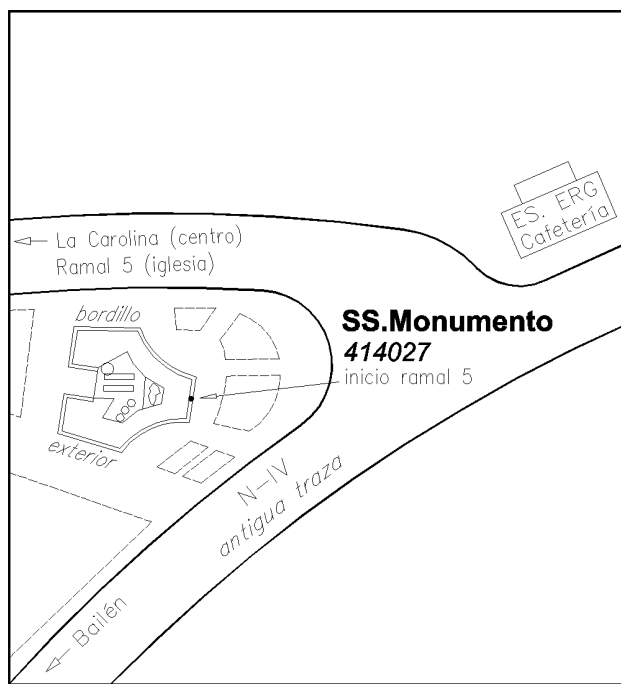 ES. ERG
Cafetería
La Carolina (centro)
Ramal 5 (iglesia)
bordillo
SS.Monumento
414027
inicio ramal 5
exterior
N-IV
antigua traza
Bailén